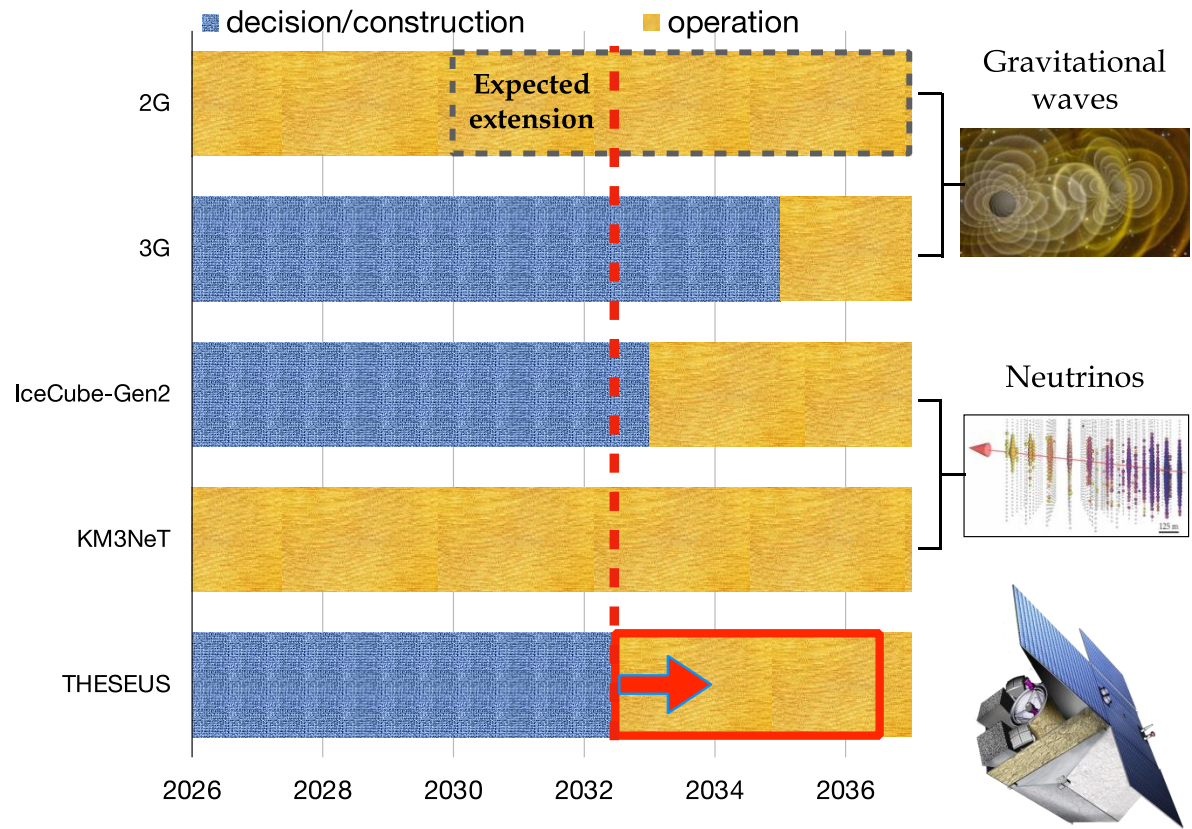 decision/construction
operation
2G
Expected
extension
Gravitational
waves
3G
IceCube-Gen2
Neutrinos
125 m
KM3NeT
THESEUS
2026
2028
2030
2032
2034
2036